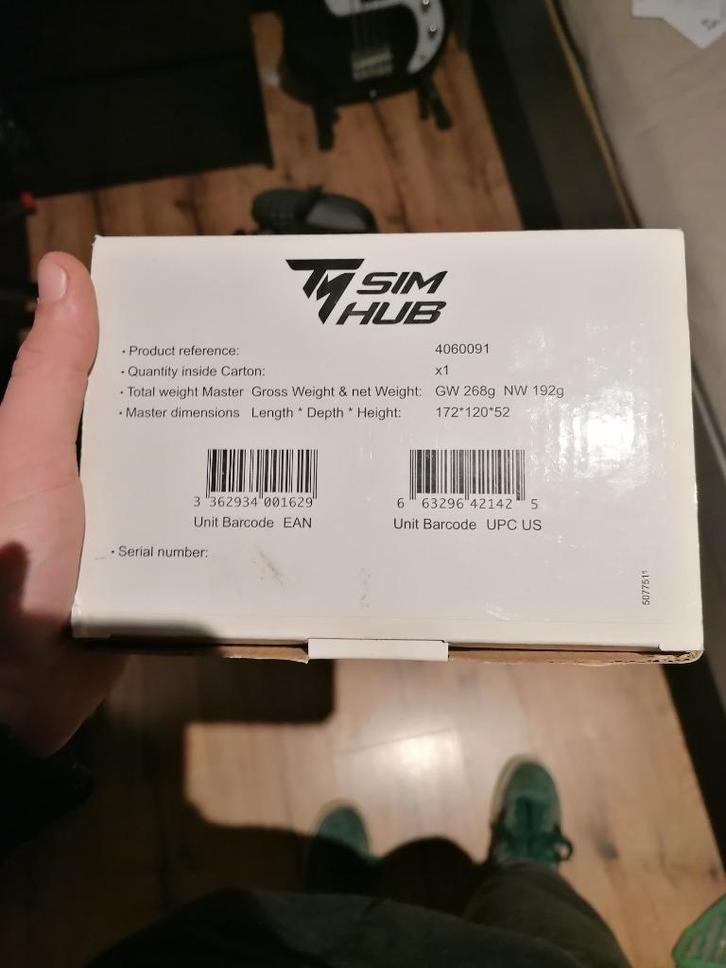 TM SIM
HUB
• Product reference: 4060091
• Quantity inside Carton: x1
• Total weight Master Gross Weight & net Weight: GW 268g NW 192g
• Master dimensions Length * Depth * Height: 172*120*52
3 362934 001629
Unit Barcode EAN
6 63296 42142 5
Unit Barcode UPC US
• Serial number:
5077511